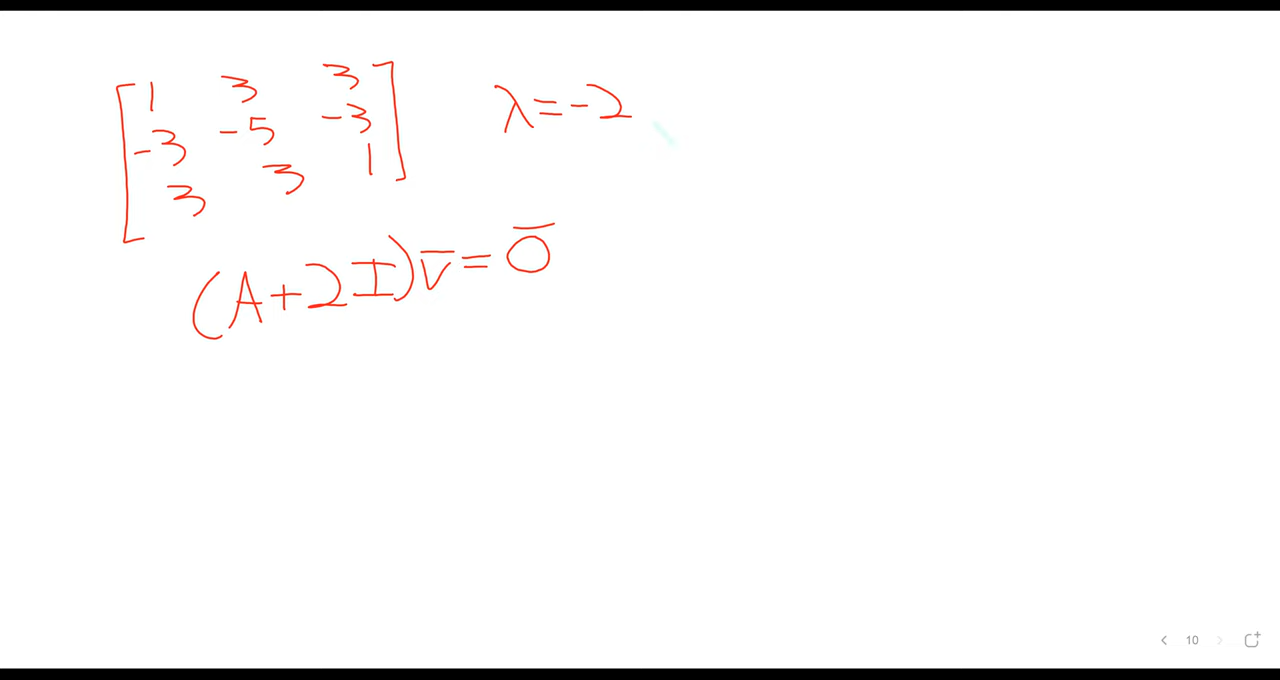 [1 3 3
-3 -5 -3
3 3 1]
λ = -2
(A + 2I)v̅ = 0̅
10